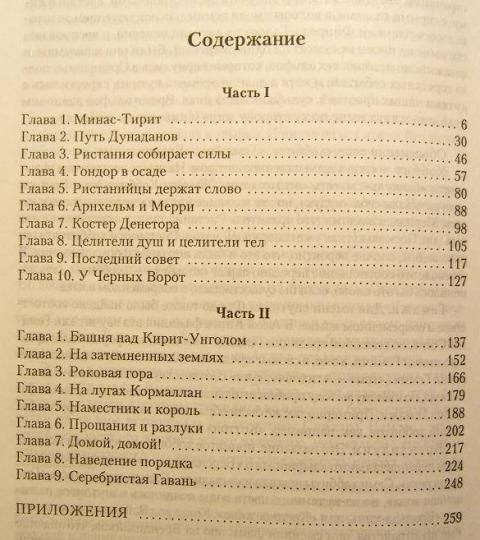 Содержание
Часть I
Глава 1. Минас-Тирит 6
Глава 2. Путь Дунаданов 30
Глава 3. Ристания собирает силы 46
Глава 4. Гондор в осаде 57
Глава 5. Ристанийцы держат слово 80
Глава 6. Арнхельм и Мерри 88
Глава 7. Костер Денетора 98
Глава 8. Целители душ и целители тел 105
Глава 9. Последний совет 117
Глава 10. У Черных Ворот 127
Часть II
Глава 1. Башня над Кирит-Унголом 137
Глава 2. На затемненных землях 152
Глава 3. Роковая гора 166
Глава 4. На лугах Кормаллан 179
Глава 5. Наместник и король 188
Глава 6. Прощания и разлуки 202
Глава 7. Домой, домой! 217
Глава 8. Наведение порядка 224
Глава 9. Серебристая Гавань 248
ПРИЛОЖЕНИЯ 259